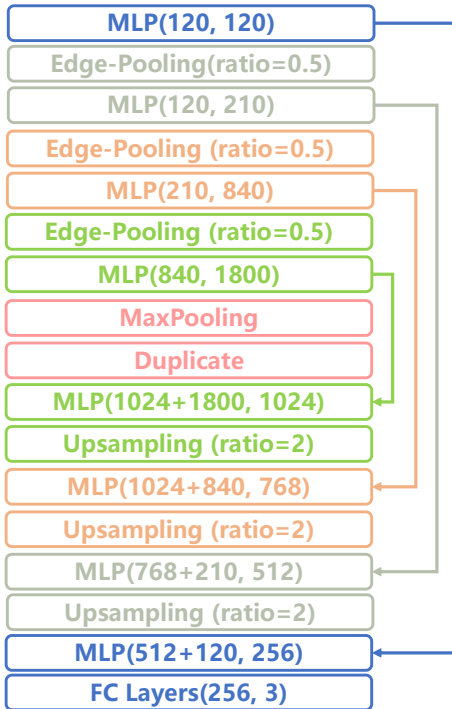 MLP(120, 120)
Edge-Pooling(ratio=0.5)
MLP(120, 210)
Edge-Pooling (ratio=0.5)
MLP(210, 840)
Edge-Pooling (ratio=0.5)
MLP(840, 1800)
MaxPooling
Duplicate
MLP(1024+1800, 1024)
Upsampling (ratio=2)
MLP(1024+840, 768)
Upsampling (ratio=2)
MLP(768+210, 512)
Upsampling (ratio=2)
MLP(512+120, 256)
FC Layers(256, 3)